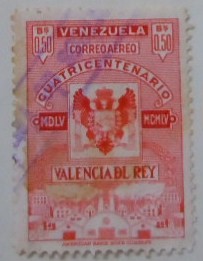 Bs VENEZUELA Bs
0.50 CORREO AEREO 0.50
CUATRICENTENARIO
MDLV MCMLV
VALENCIA DL REY